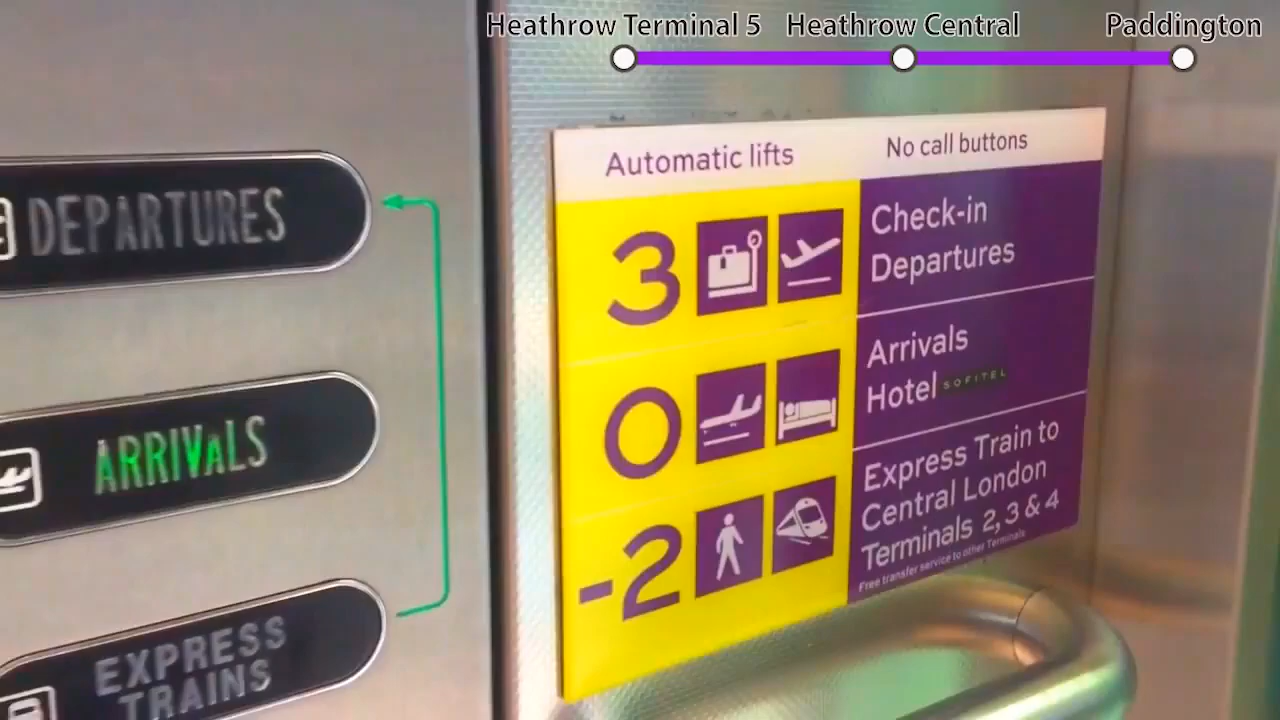 Heathrow Terminal 5 Heathrow Central Paddington
DEPARTURES
ARRIVALS
EXPRESS
TRAINS
Automatic lifts No call buttons
3 Check-in
Departures
0 Arrivals
Hotel SOFITEL
-2 Express Train to
Central London
Terminals 2, 3 & 4
Free transfer service to other Terminals